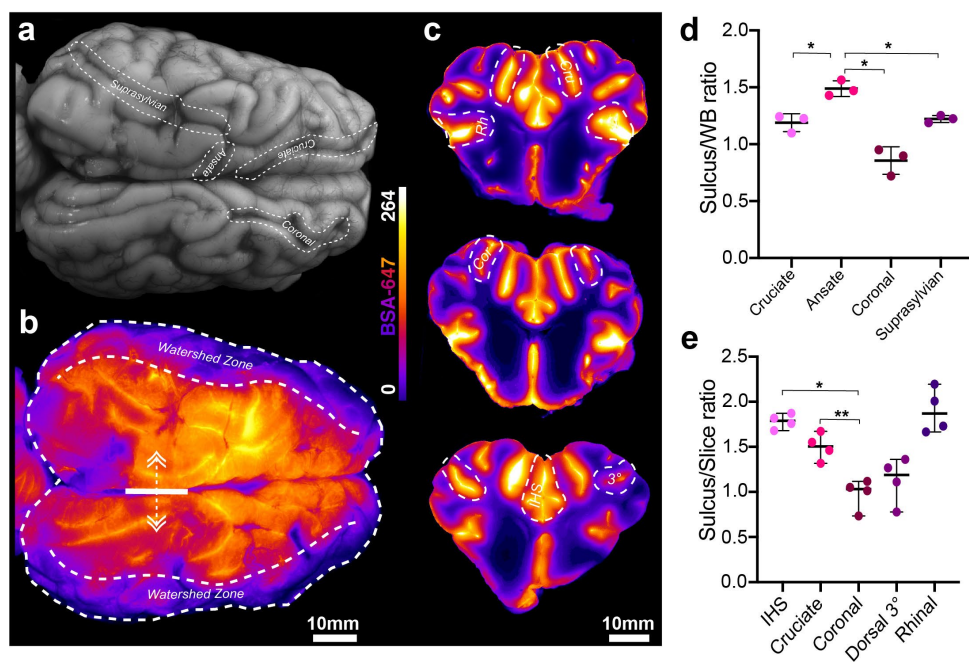 a
Suprasylvian
Ansate
Cruciate
Coronal
264
BSA-647
0
b
Watershed Zone
Watershed Zone
10mm
c
Cru
Rh
Cor
IHS
3°
10mm
d
Sulcus/WB ratio
2.0
1.5
1.0
0.5
0.0
* * *
Cruciate
Ansate
Coronal
Suprasylvian
e
Sulcus/Slice ratio
2.5
2.0
1.5
1.0
0.5
0.0
*
**
IHS
Cruciate
Coronal
Dorsal 3°
Rhinal